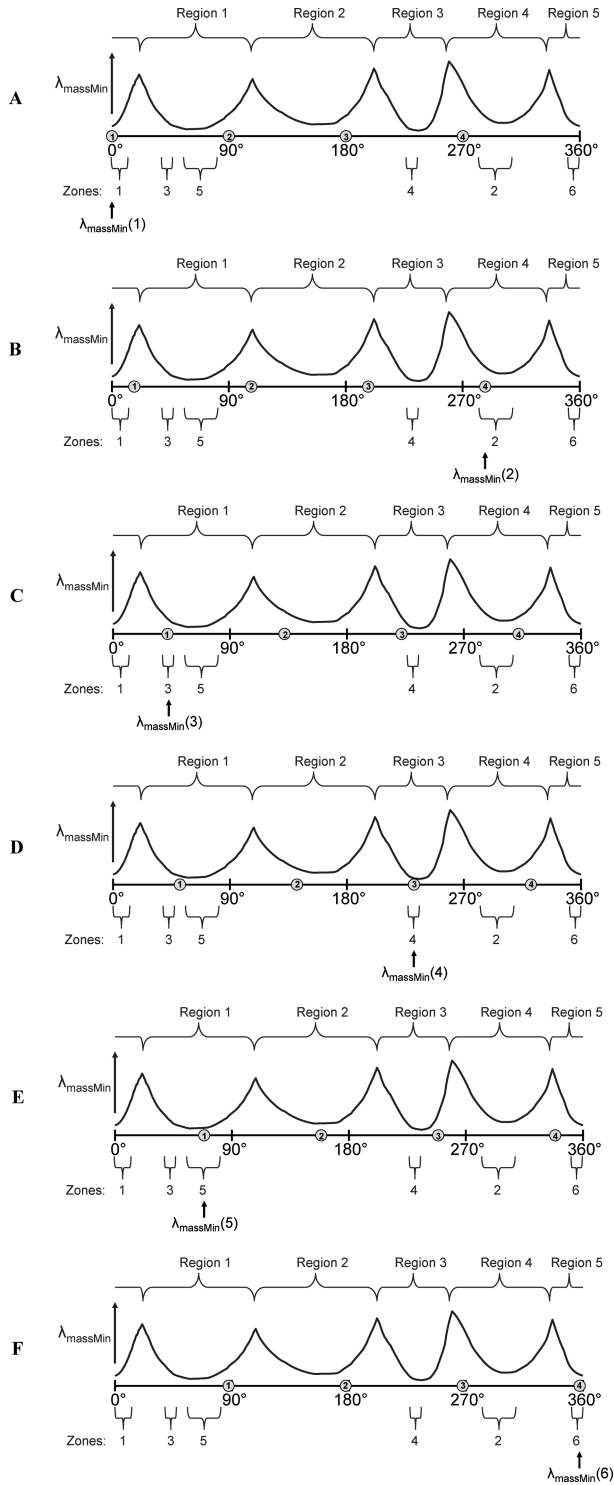 Region 1 Region 2 Region 3 Region 4 Region 5
λmassMin
A
1 2 3 4
0° 90° 180° 270° 360°
Zones: 1 3 5 4 2 6
λmassMin(1)
Region 1 Region 2 Region 3 Region 4 Region 5
λmassMin
B
1 2 3 4
0° 90° 180° 270° 360°
Zones: 1 3 5 4 2 6
λmassMin(2)
Region 1 Region 2 Region 3 Region 4 Region 5
λmassMin
C
1 2 3 4
0° 90° 180° 270° 360°
Zones: 1 3 5 4 2 6
λmassMin(3)
Region 1 Region 2 Region 3 Region 4 Region 5
λmassMin
D
1 2 3 4
0° 90° 180° 270° 360°
Zones: 1 3 5 4 2 6
λmassMin(4)
Region 1 Region 2 Region 3 Region 4 Region 5
λmassMin
E
1 2 3 4
0° 90° 180° 270° 360°
Zones: 1 3 5 4 2 6
λmassMin(5)
Region 1 Region 2 Region 3 Region 4 Region 5
λmassMin
F
1 2 3 4
0° 90° 180° 270° 360°
Zones: 1 3 5 4 2 6
λmassMin(6)